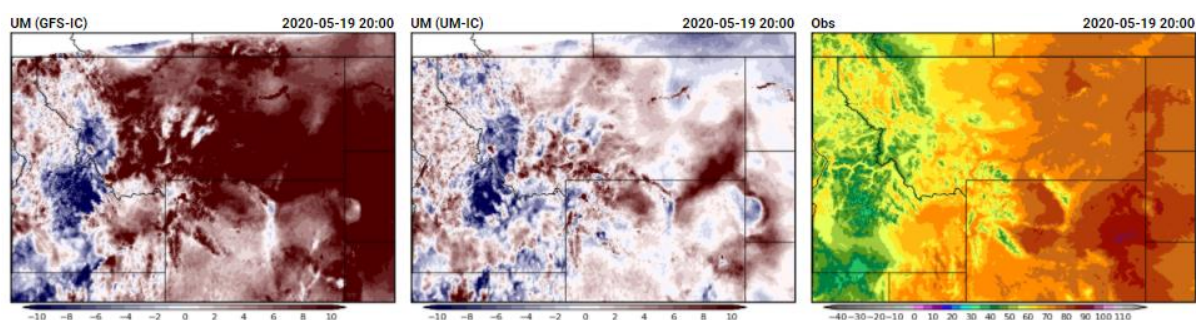 UM (GFS-IC) 2020-05-19 20:00
UM (UM-IC) 2020-05-19 20:00
Obs 2020-05-19 20:00
−10 −8 −6 −4 −2 0 2 4 6 8 10
−10 −8 −6 −4 −2 0 2 4 6 8 10
−40−30−20−10 0 10 20 30 40 50 60 70 80 90 100 110